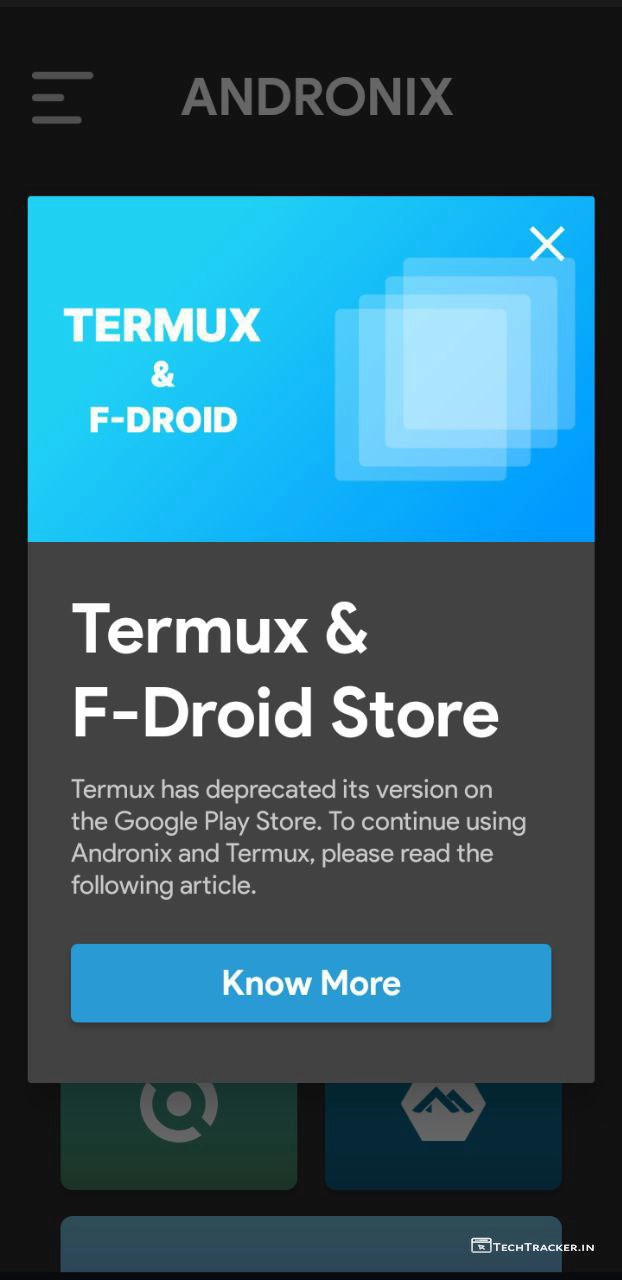 ANDRONIX
TERMUX
&
F-DROID
Termux &
F-Droid Store
Termux has deprecated its version on
the Google Play Store. To continue using
Andronix and Termux, please read the
following article.
Know More
TECHTRACKER.IN